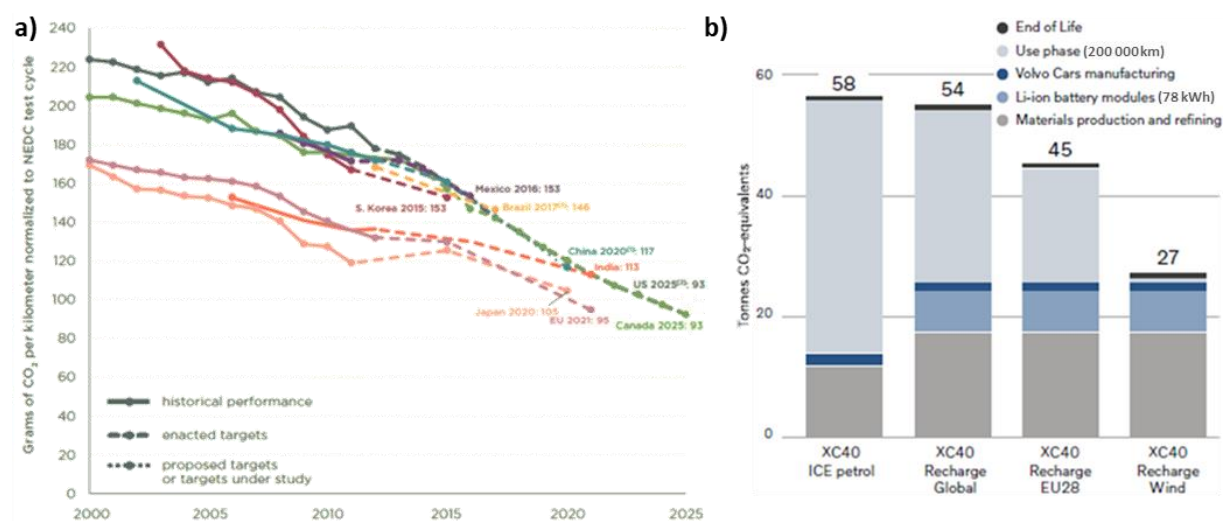 a)
Grams of CO₂ per kilometer normalized to NEDC test cycle
240
220
200
180
160
140
120
100
80
60
40
20
0
2000
2005
2010
2015
2020
2025
Mexico 2016: 153
S. Korea 2015: 153
Brazil 2017⁽³⁾: 146
China 2020⁽¹⁾: 117
India: 113
US 2025⁽²⁾: 93
Japan 2020: 105
EU 2021: 95
Canada 2025: 93
historical performance
enacted targets
proposed targets
or targets under study
b)
End of Life
Use phase (200 000km)
Volvo Cars manufacturing
Li-ion battery modules (78 kWh)
Materials production and refining
Tonnes CO₂-equivalents
60
40
20
0
58
54
45
27
XC40
ICE petrol
XC40
Recharge
Global
XC40
Recharge
EU28
XC40
Recharge
Wind